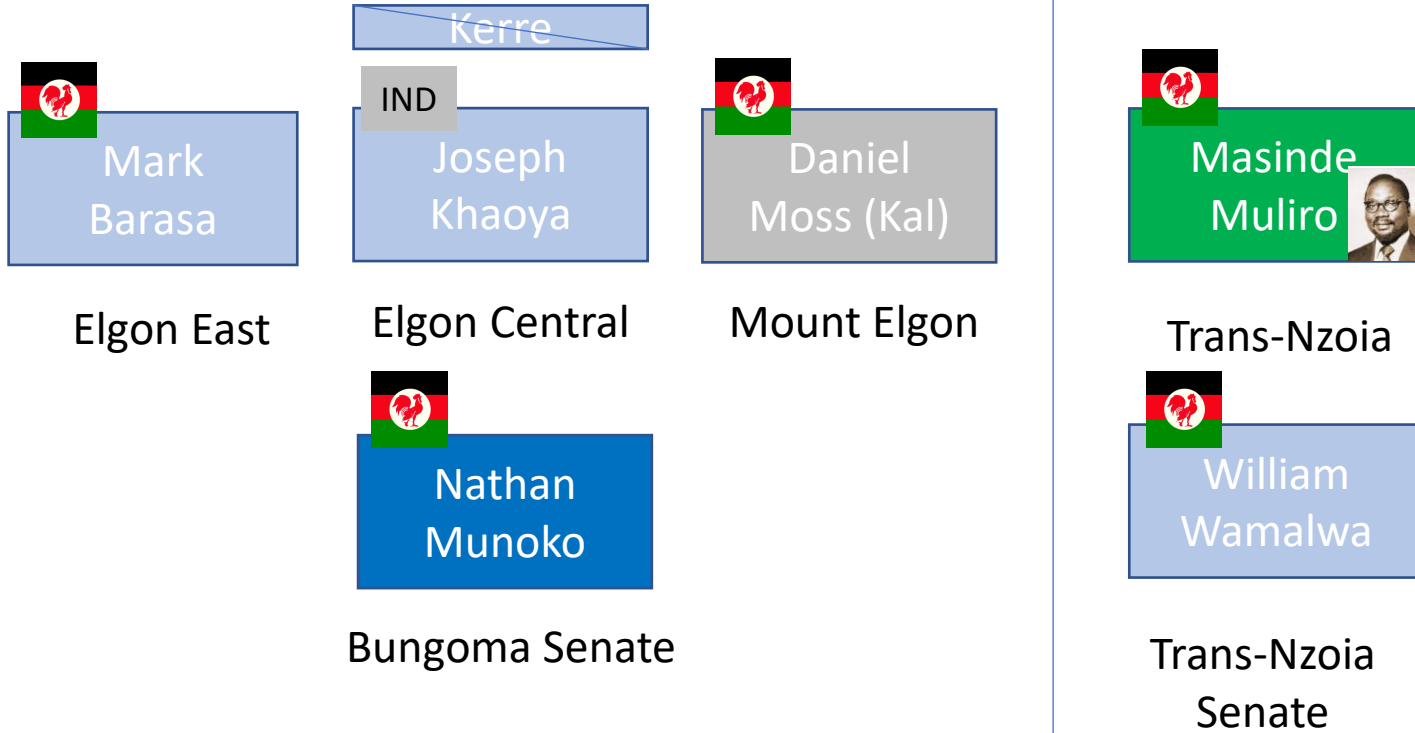 Kerre
IND
Mark
Barasa
Joseph
Khaoya
Daniel
Moss (Kal)
Masinde
Muliro
Elgon East
Elgon Central
Mount Elgon
Trans-Nzoia
Nathan
Munoko
William
Wamalwa
Bungoma Senate
Trans-Nzoia
Senate